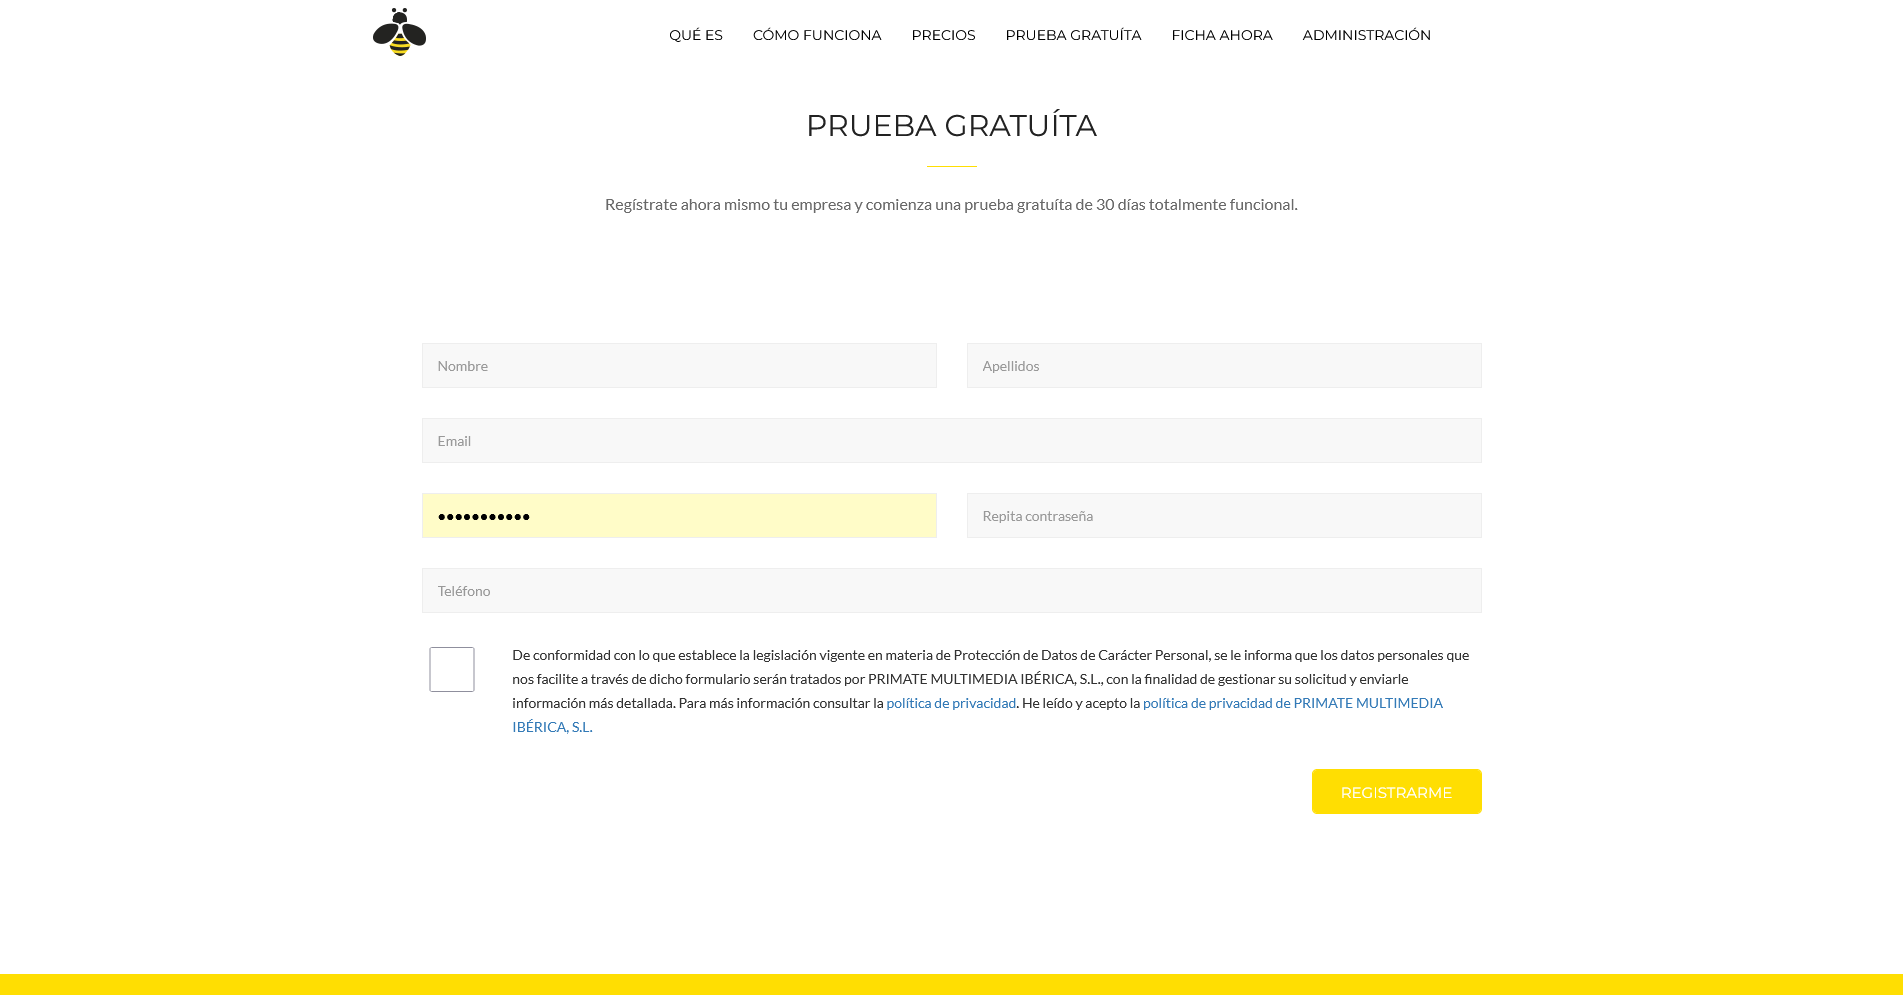 QUÉ ES CÓMO FUNCIONA PRECIOS PRUEBA GRATUÍTA FICHA AHORA ADMINISTRACIÓN
PRUEBA GRATUÍTA
Regístrate ahora mismo tu empresa y comienza una prueba gratuíta de 30 días totalmente funcional.
Nombre Apellidos
Email
••••••••••• Repita contraseña
Teléfono
De conformidad con lo que establece la legislación vigente en materia de Protección de Datos de Carácter Personal, se le informa que los datos personales que
nos facilite a través de dicho formulario serán tratados por PRIMATE MULTIMEDIA IBÉRICA, S.L., con la finalidad de gestionar su solicitud y enviarle
información más detallada. Para más información consultar la política de privacidad. He leído y acepto la política de privacidad de PRIMATE MULTIMEDIA
IBÉRICA, S.L.
REGISTRARME